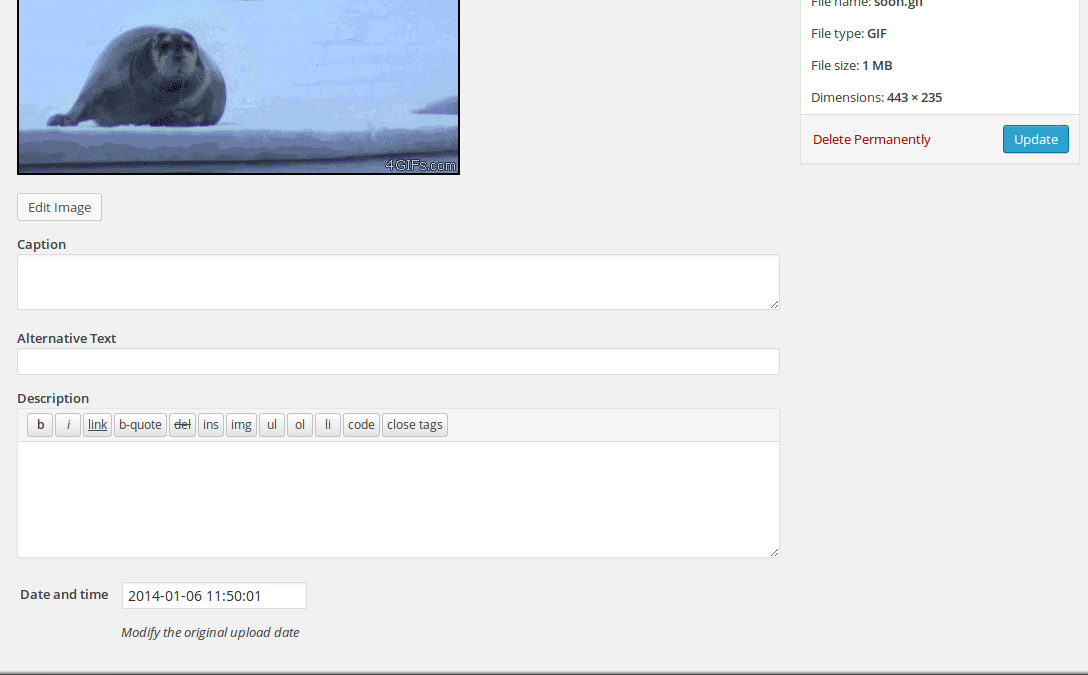 File name: soon.gif
File type: GIF
File size: 1 MB
Dimensions: 443 × 235
Delete Permanently
Update
4GIFs.com
Edit Image
Caption
Alternative Text
Description
b i link b-quote del ins img ul ol li code close tags
Date and time 2014-01-06 11:50:01
Modify the original upload date